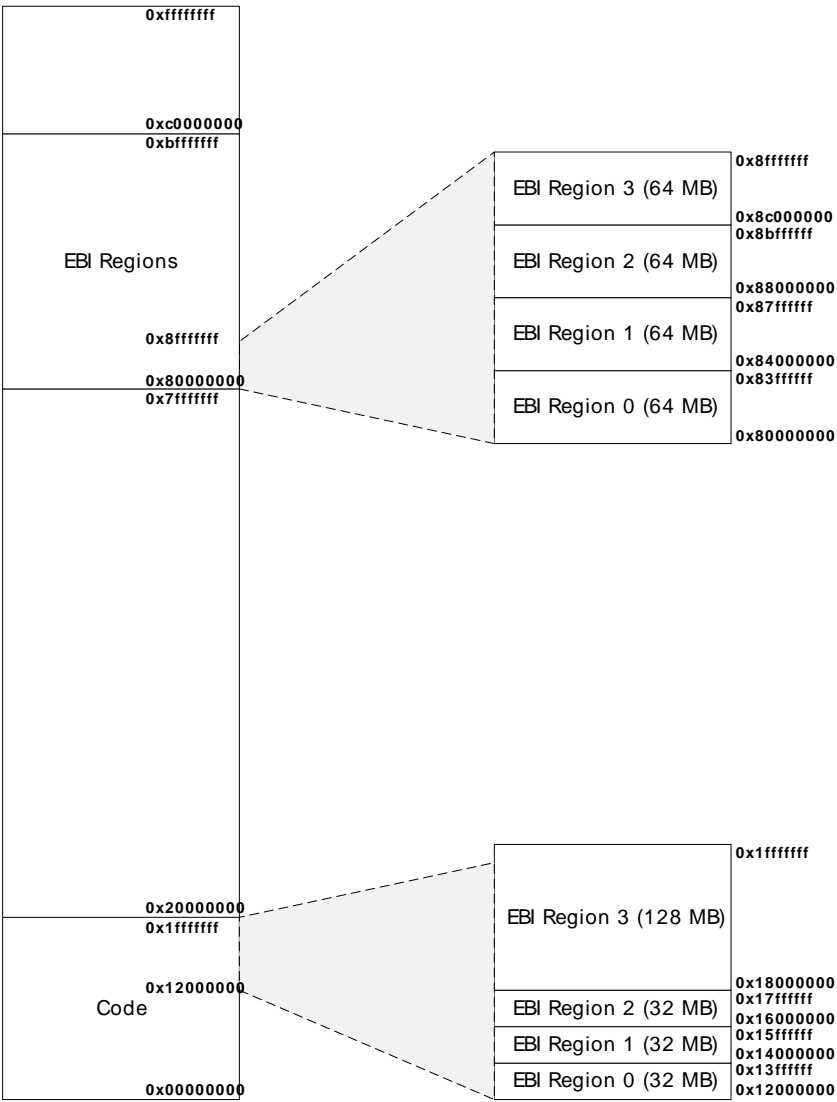 0xffffffff
0xc0000000
0xbfffffff
EBI Regions
0x8fffffff
0x80000000
0x7fffffff
0x20000000
0x1fffffff
0x12000000
Code
0x00000000
0x8fffffff
EBI Region 3 (64 MB)
0x8c000000
0x8bffffff
EBI Region 2 (64 MB)
0x88000000
0x87ffffff
EBI Region 1 (64 MB)
0x84000000
0x83ffffff
EBI Region 0 (64 MB)
0x80000000
0x1fffffff
EBI Region 3 (128 MB)
0x18000000
0x17ffffff
EBI Region 2 (32 MB)
0x16000000
0x15ffffff
EBI Region 1 (32 MB)
0x14000000
0x13ffffff
EBI Region 0 (32 MB)
0x12000000